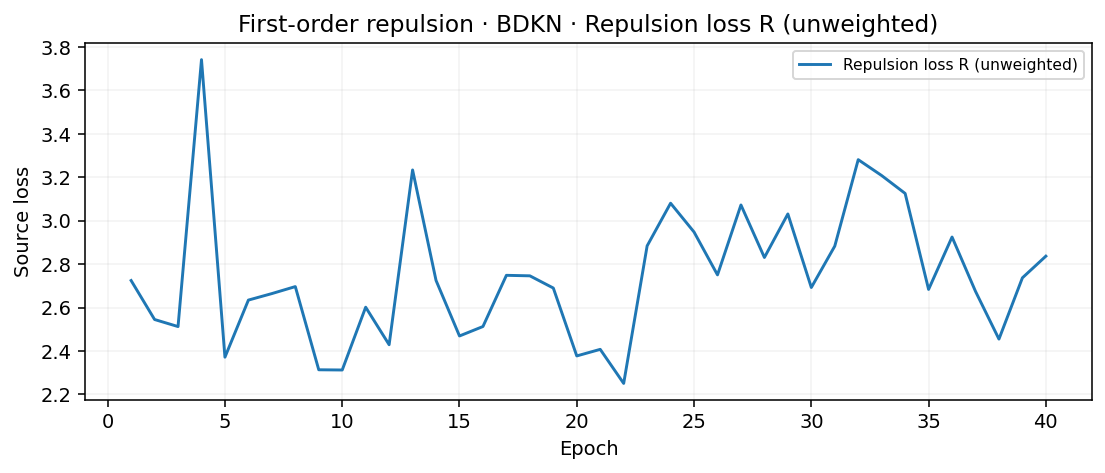 First-order repulsion · BDKN · Repulsion loss R (unweighted)
Repulsion loss R (unweighted)
Source loss
3.8
3.6
3.4
3.2
3.0
2.8
2.6
2.4
2.2
0 5 10 15 20 25 30 35 40
Epoch